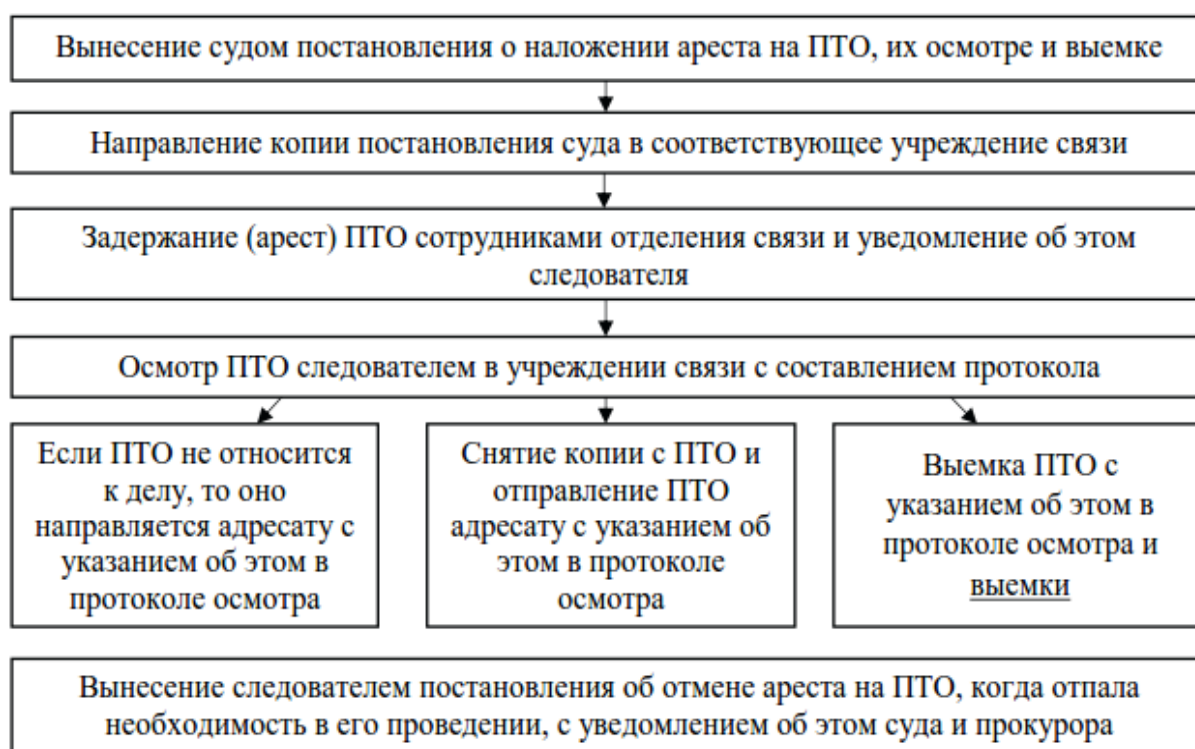 Вынесение судом постановления о наложении ареста на ПТО, их осмотре и выемке
Направление копии постановления суда в соответствующее учреждение связи
Задержание (арест) ПТО сотрудниками отделения связи и уведомление об этом
следователя
Осмотр ПТО следователем в учреждении связи с составлением протокола
Если ПТО не относится
к делу, то оно
направляется адресату с
указанием об этом в
протоколе осмотра
Снятие копии с ПТО и
отправление ПТО
адресату с указанием об
этом в протоколе
осмотра
Выемка ПТО с
указанием об этом в
протоколе осмотра и
выемки
Вынесение следователем постановления об отмене ареста на ПТО, когда отпала
необходимость в его проведении, с уведомлением об этом суда и прокурора